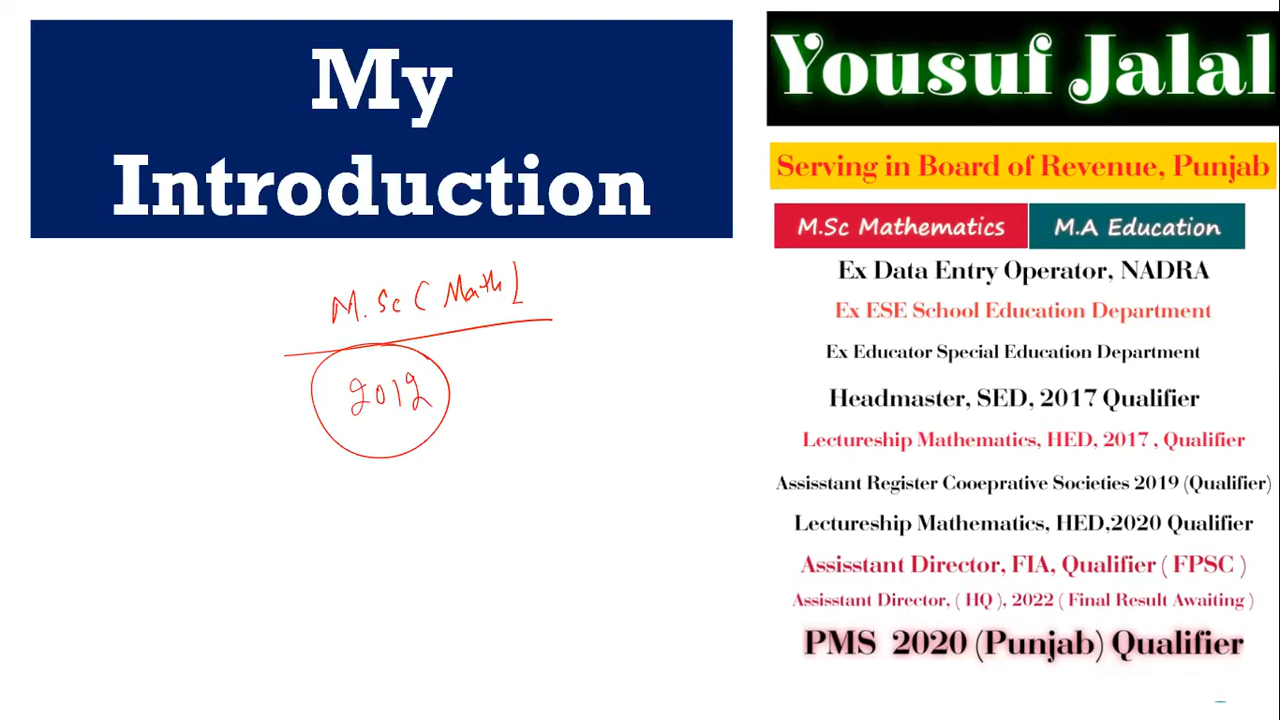 My
Introduction
M.Sc (Math)
2012
Yousuf Jalal
Serving in Board of Revenue, Punjab
M.Sc Mathematics
M.A Education
Ex Data Entry Operator, NADRA
Ex ESE School Education Department
Ex Educator Special Education Department
Headmaster, SED, 2017 Qualifier
Lectureship Mathematics, HED, 2017 , Qualifier
Assisstant Register Cooeprative Societies 2019 (Qualifier)
Lectureship Mathematics, HED,2020 Qualifier
Assisstant Director, FIA, Qualifier ( FPSC )
Assisstant Director, ( HQ ), 2022 ( Final Result Awaiting )
PMS 2020 (Punjab) Qualifier